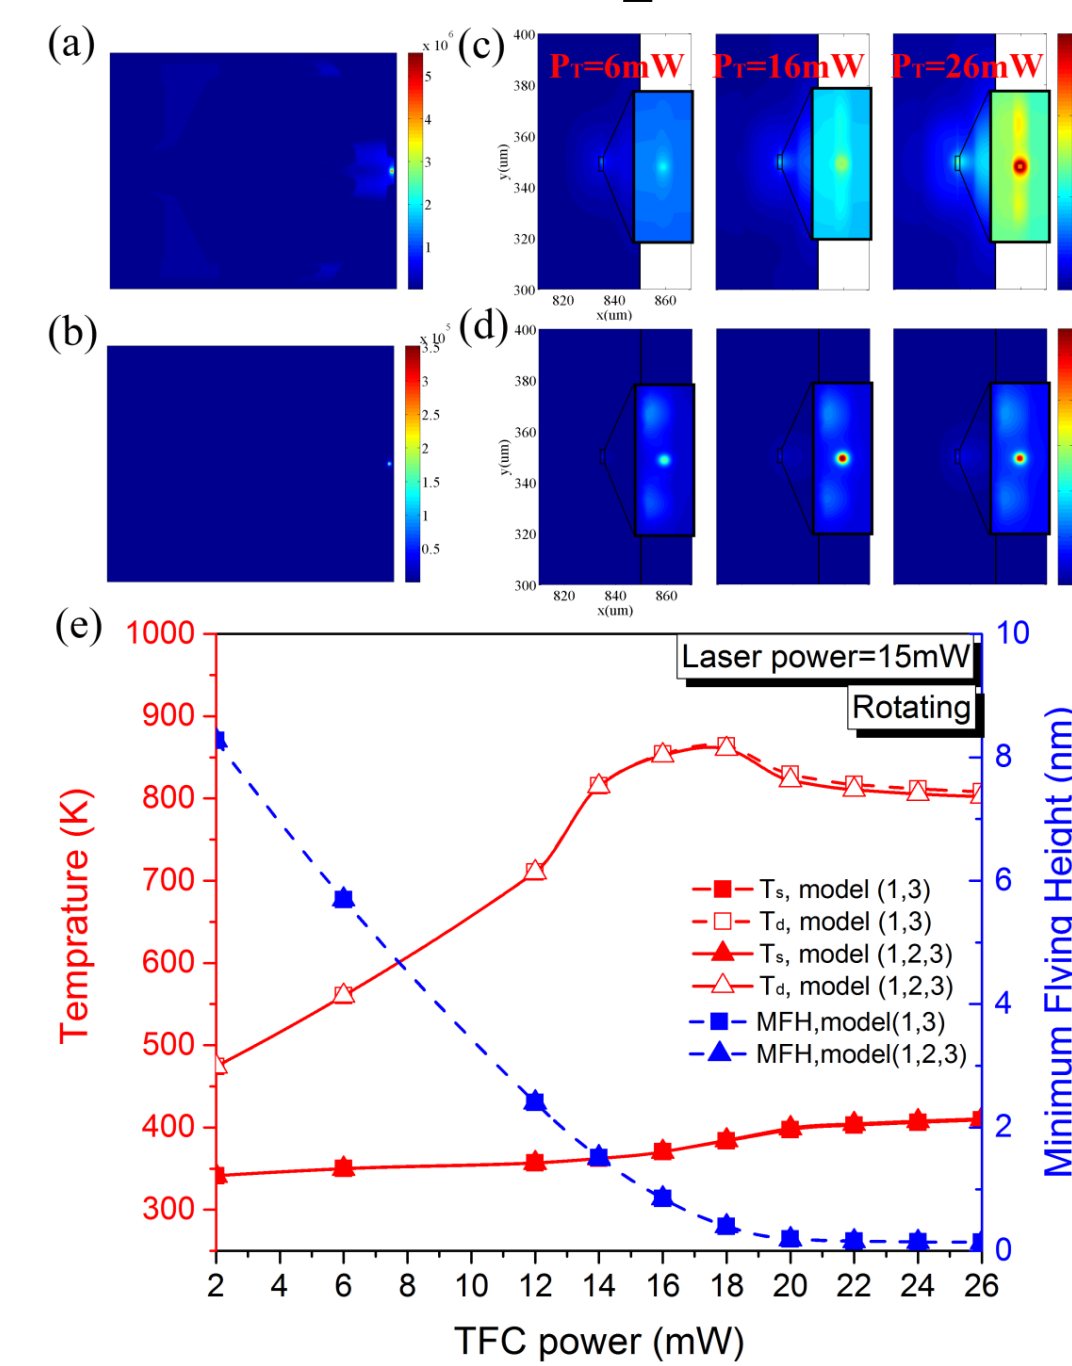 (a)
x 10⁶
5
4
3
2
1
(c)
400
380
360
340
320
300
y(um)
820
840
860
x(um)
PT=6mW
PT=16mW
PT=26mW
(b)
x 10⁵
3.5
3
2.5
2
1.5
1
0.5
(d)
400
380
360
340
320
300
y(um)
820
840
860
x(um)
(e)
1000
900
800
700
600
500
400
300
Temprature (K)
Laser power=15mW
Rotating
Ts, model (1,3)
Td, model (1,3)
Ts, model (1,2,3)
Td, model (1,2,3)
MFH,model(1,3)
MFH,model(1,2,3)
10
8
6
4
2
0
Minimum Flying Height (nm)
2
4
6
8
10
12
14
16
18
20
22
24
26
TFC power (mW)